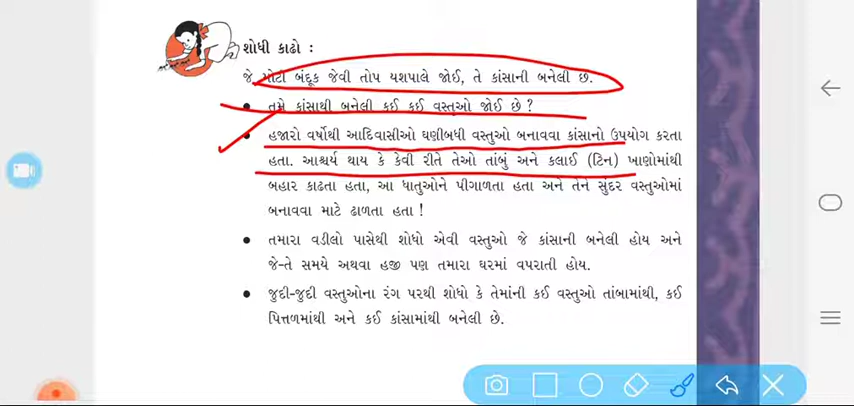 શોધી કાઢો :
જે મોટી બંદૂક જેવી તોપ યશપાલે જોઈ, તે કાંસાની બનેલી છે.
• તમે કાંસાથી બનેલી કઈ કઈ વસ્તુઓ જોઈ છે ?
• હજારો વર્ષોથી આદિવાસીઓ ઘણીબધી વસ્તુઓ બનાવવા કાંસાનો ઉપયોગ કરતા
હતા. આશ્ચર્ય થાય કે કેવી રીતે તેઓ તાંબું અને કલાઈ (ટિન) ખાણોમાંથી
બહાર કાઢતા હતા, આ ધાતુઓને પીગાળતા હતા અને તેને સુંદર વસ્તુઓમાં
બનાવવા માટે ઢાળતા હતા !
• તમારા વડીલો પાસેથી શોધો એવી વસ્તુઓ જે કાંસાની બનેલી હોય અને
જે-તે સમયે અથવા હજી પણ તમારા ઘરમાં વપરાતી હોય.
• જુદી-જુદી વસ્તુઓના રંગ પરથી શોધો કે તેમાંની કઈ વસ્તુઓ તાંબામાંથી, કઈ
પિત્તળમાંથી અને કઈ કાંસામાંથી બનેલી છે.